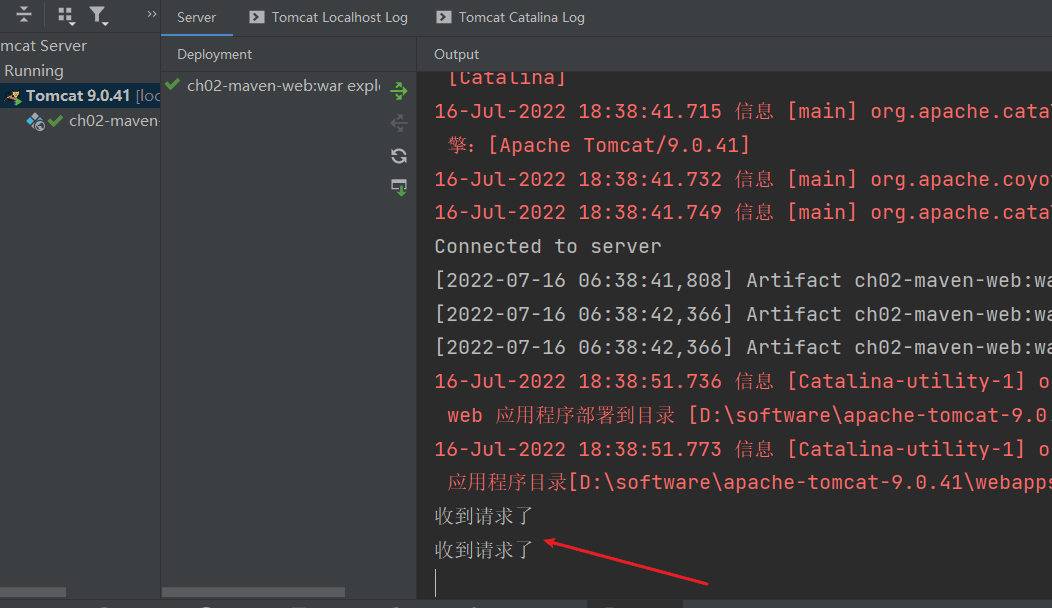 Server
Tomcat Localhost Log
Tomcat Catalina Log
mcat Server
Running
Tomcat 9.0.41 [loc
ch02-maven-
Deployment
ch02-maven-web:war expl
Output
[Catalina]
16-Jul-2022 18:38:41.715 信息 [main] org.apache.cata
擎：[Apache Tomcat/9.0.41]
16-Jul-2022 18:38:41.732 信息 [main] org.apache.coyo
16-Jul-2022 18:38:41.749 信息 [main] org.apache.cata
Connected to server
[2022-07-16 06:38:41,808] Artifact ch02-maven-web:wa
[2022-07-16 06:38:42,366] Artifact ch02-maven-web:wa
[2022-07-16 06:38:42,366] Artifact ch02-maven-web:wa
16-Jul-2022 18:38:51.736 信息 [Catalina-utility-1] o
web 应用程序部署到目录 [D:\software\apache-tomcat-9.0.
16-Jul-2022 18:38:51.773 信息 [Catalina-utility-1] o
应用程序目录[D:\software\apache-tomcat-9.0.41\webapps
收到请求了
收到请求了